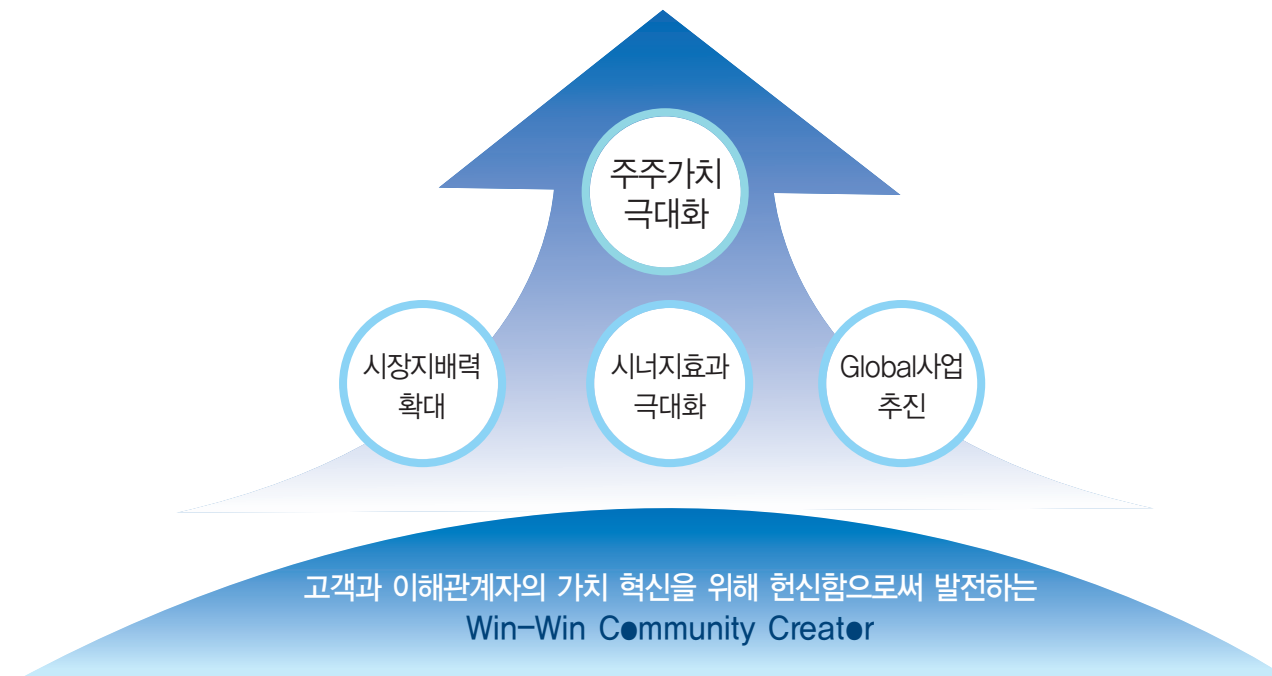 주주가치
극대화
시장지배력
확대
시너지효과
극대화
Global사업
추진
고객과 이해관계자의 가치 혁신을 위해 헌신함으로써 발전하는
Win-Win Community Creator